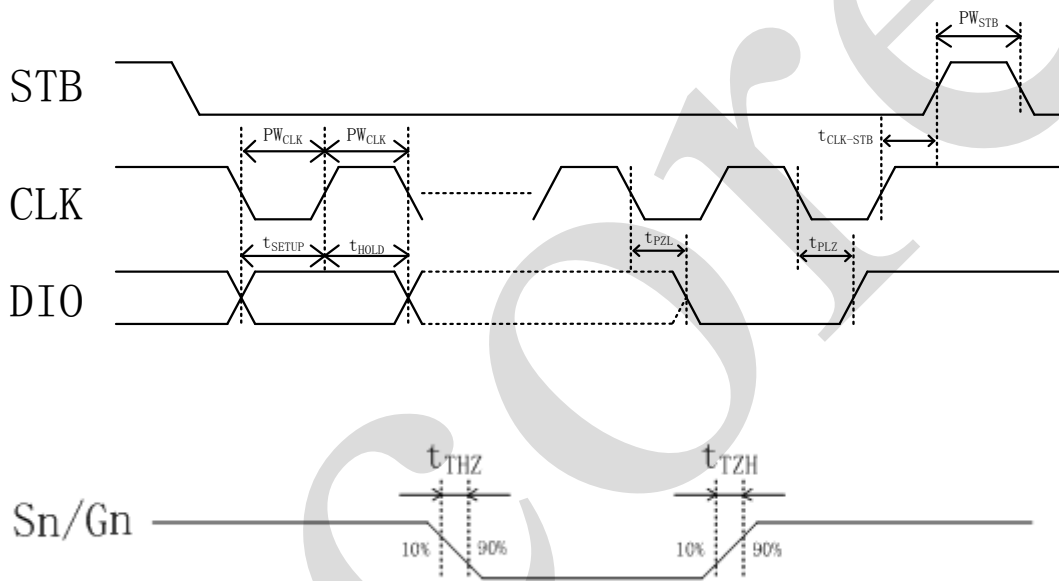 PW_STB
STB
PW_CLK PW_CLK
t_CLK-STB
CLK
t_SETUP t_HOLD t_PZL t_PLZ
DIO
t_THZ t_TZH
Sn/Gn
10% 90% 10% 90%